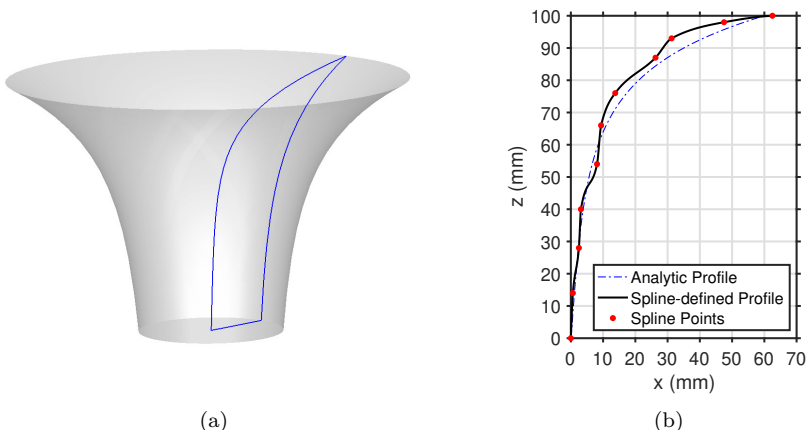 100
90
80
70
60
50
40
30
20
10
0
z (mm)
Analytic Profile
Spline-defined Profile
Spline Points
0 10 20 30 40 50 60 70
x (mm)
(a) (b)